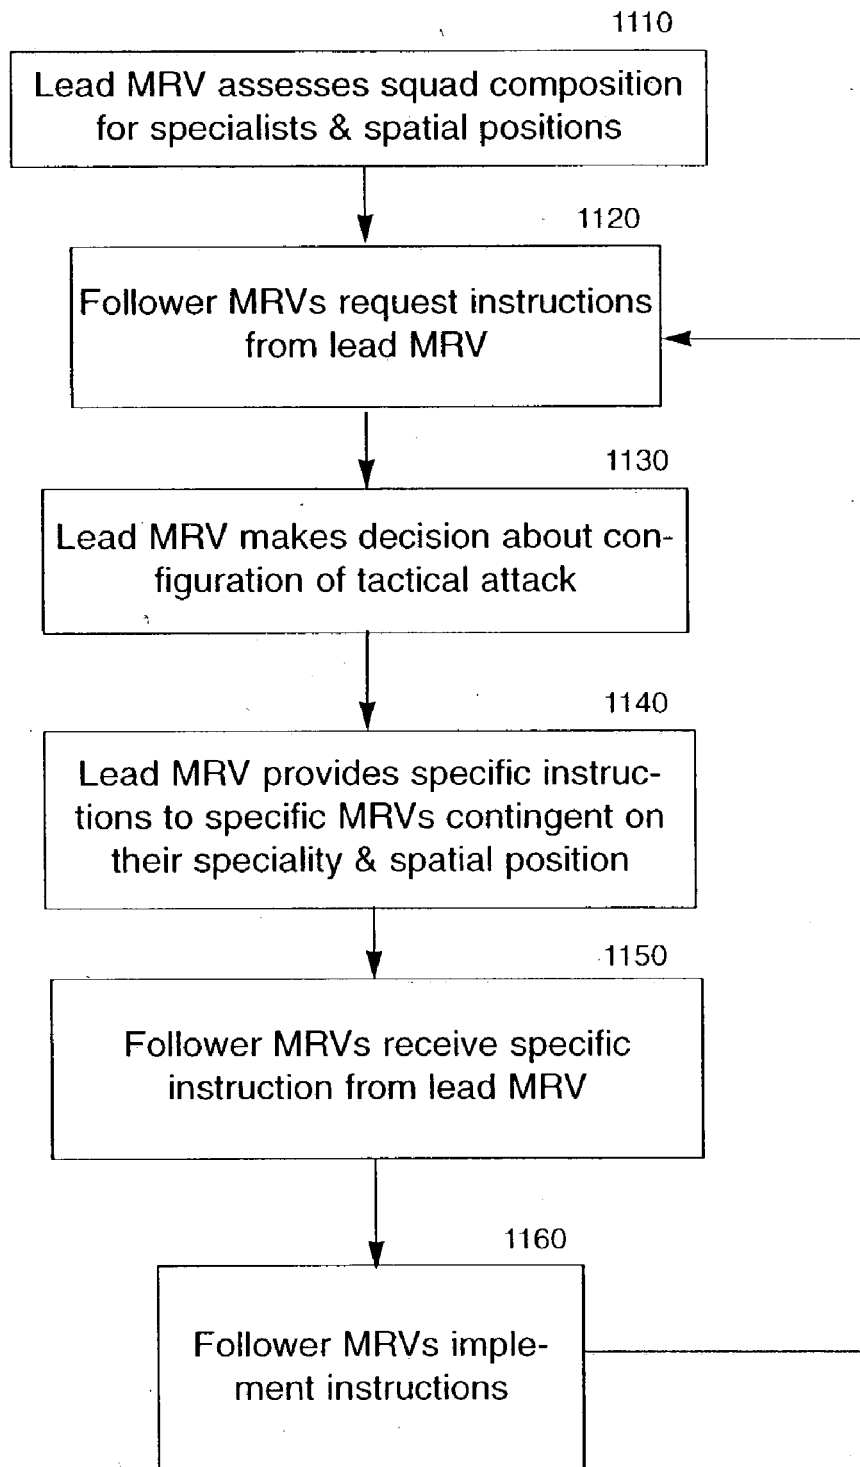 1110
Lead MRV assesses squad composition
for specialists & spatial positions
1120
Follower MRVs request instructions
from lead MRV
1130
Lead MRV makes decision about con-
figuration of tactical attack
1140
Lead MRV provides specific instruc-
tions to specific MRVs contingent on
their speciality & spatial position
1150
Follower MRVs receive specific
instruction from lead MRV
1160
Follower MRVs imple-
ment instructions